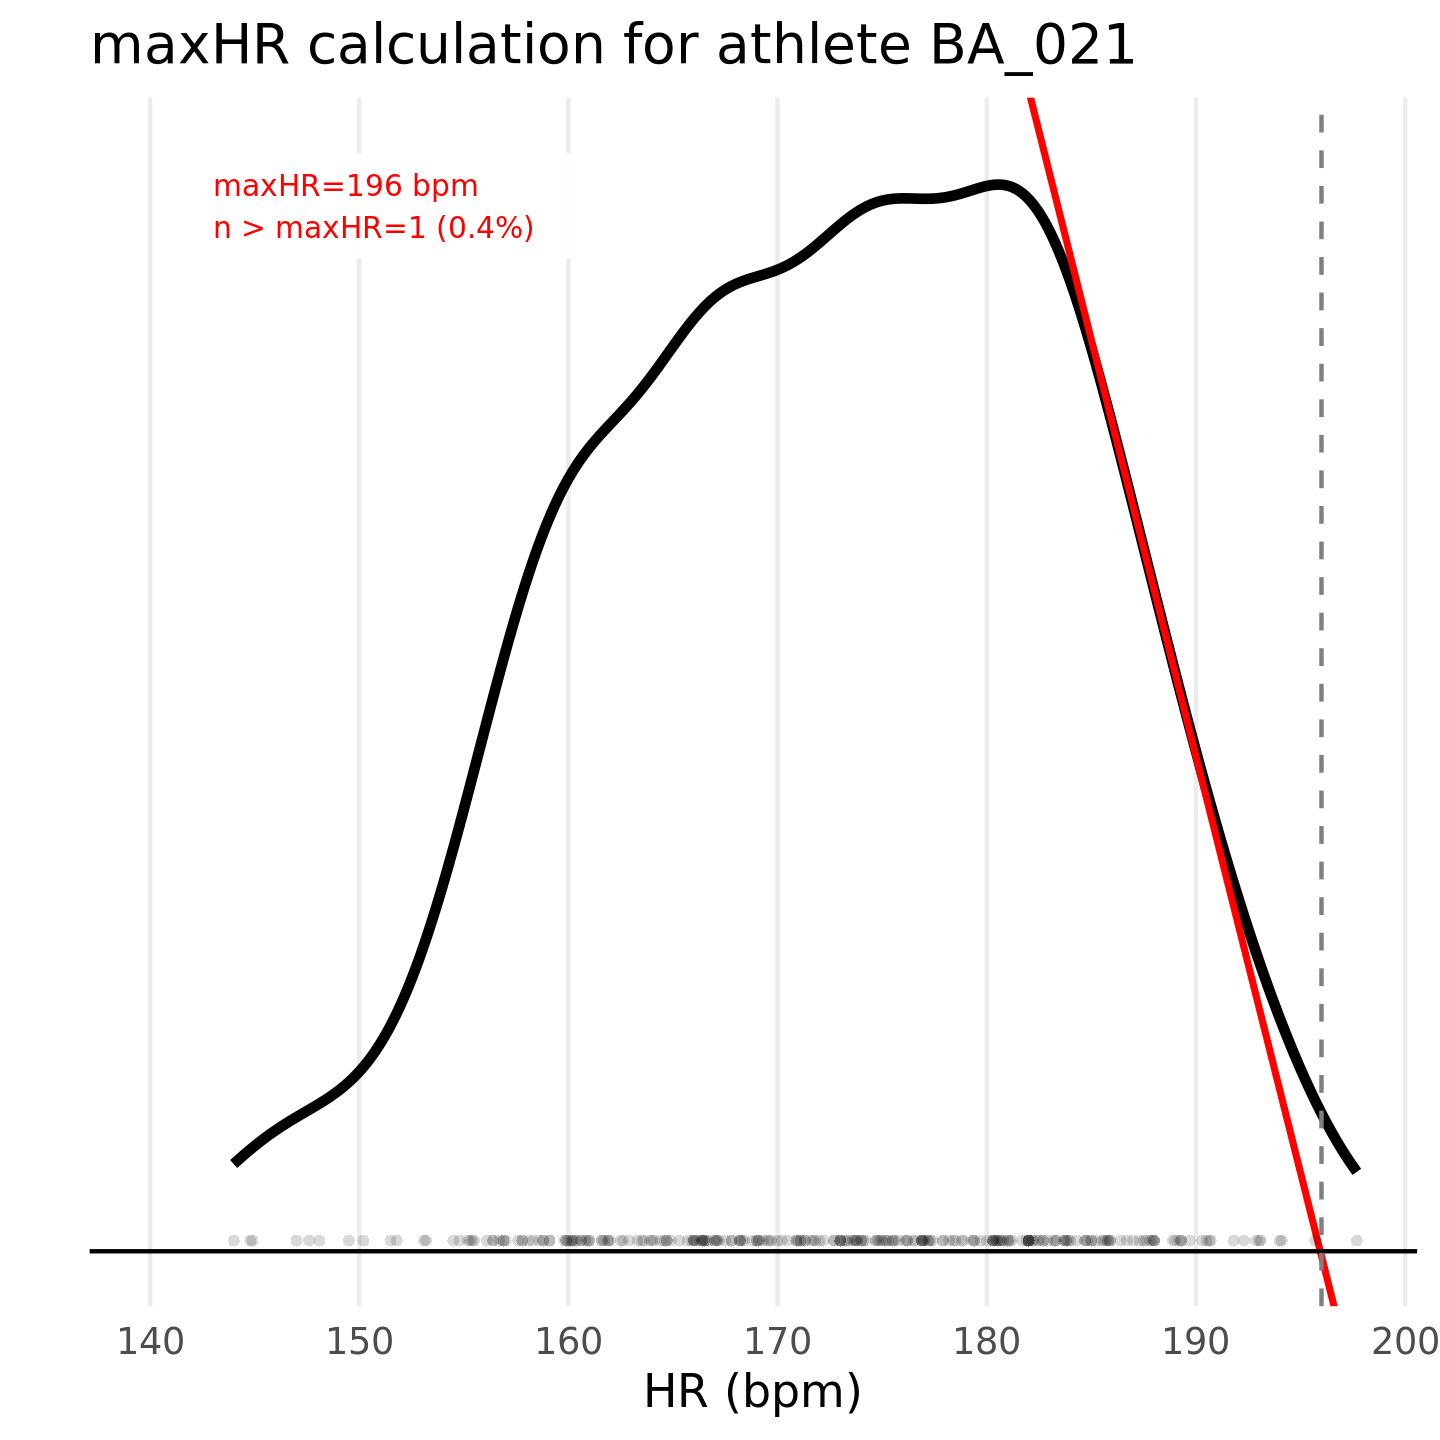 maxHR calculation for athlete BA_021
maxHR=196 bpm
n > maxHR=1 (0.4%)
140 150 160 170 180 190 200
HR (bpm)